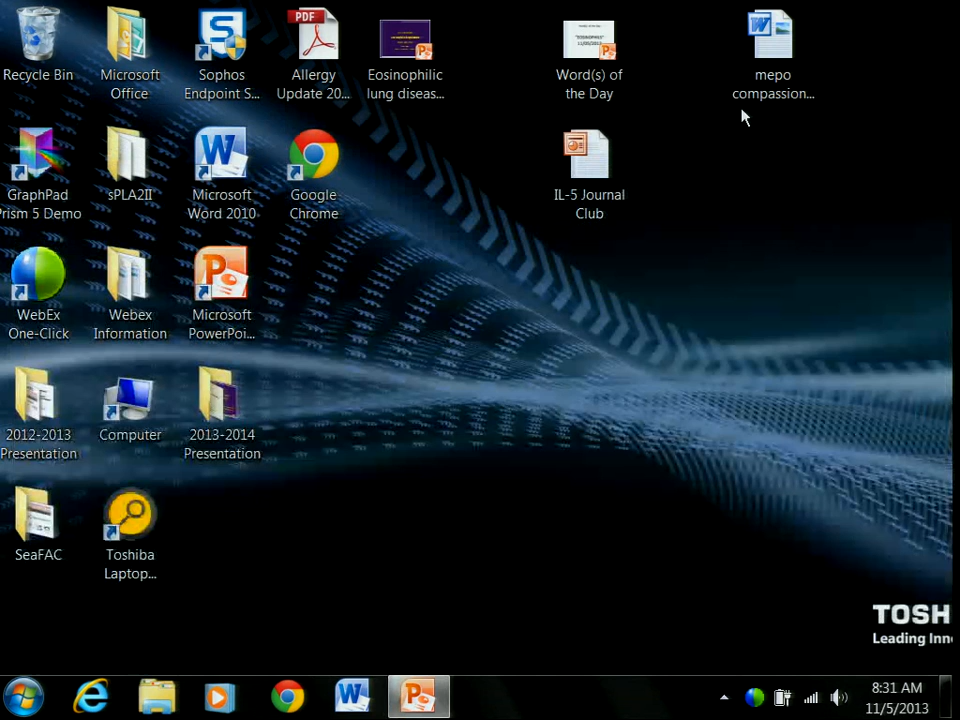 Recycle Bin
Microsoft
Office
Sophos
Endpoint S...
PDF
Allergy
Update 20...
Eosinophilic
lung diseas...
Word(s) of
the Day
mepo
compassion...
GraphPad
Prism 5 Demo
sPLA2II
Microsoft
Word 2010
Google
Chrome
IL-5 Journal
Club
WebEx
One-Click
Webex
Information
Microsoft
PowerPoi...
2012-2013
Presentation
Computer
2013-2014
Presentation
SeaFAC
Toshiba
Laptop...
TOSH
Leading Inn
8:31 AM
11/5/2013